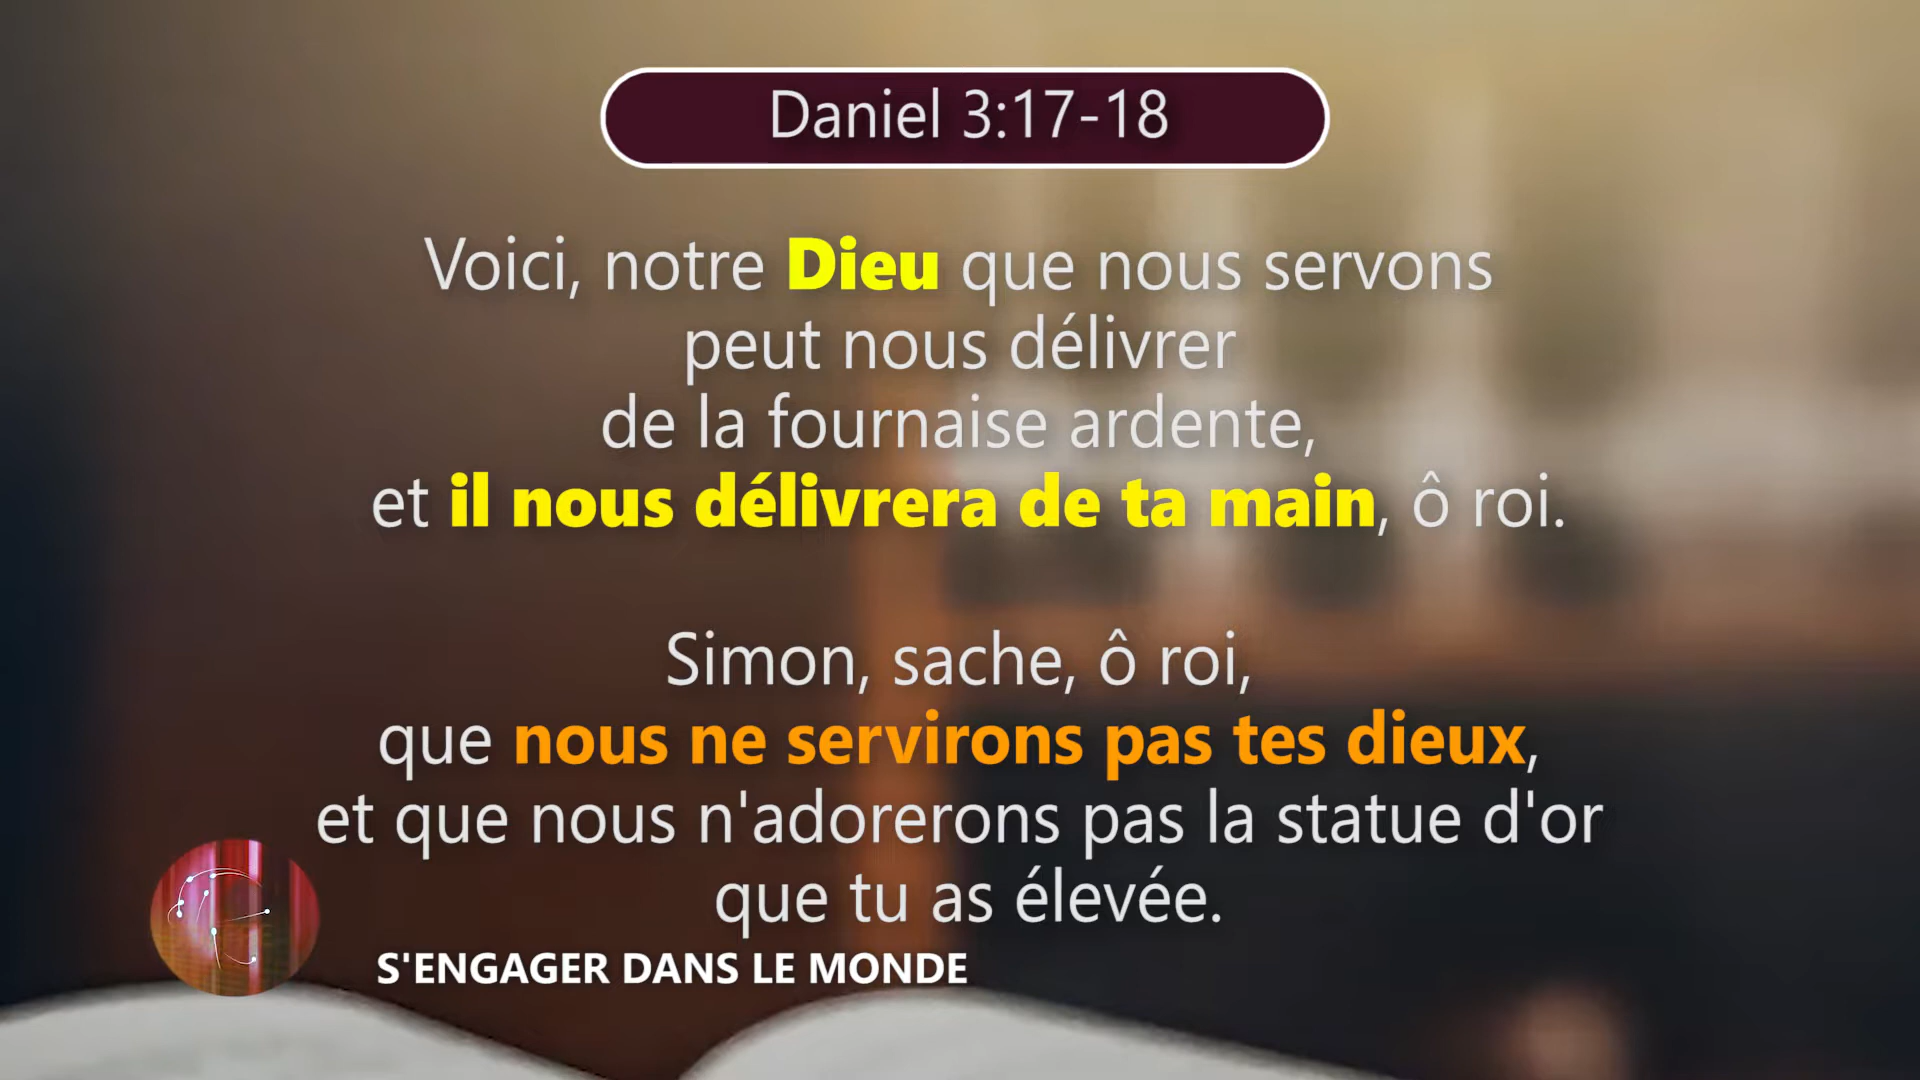 Daniel 3:17-18
Voici, notre Dieu que nous servons
peut nous délivrer
de la fournaise ardente,
et il nous délivrera de ta main, ô roi.
Simon, sache, ô roi,
que nous ne servirons pas tes dieux,
et que nous n'adorerons pas la statue d'or
que tu as élevée.
S'ENGAGER DANS LE MONDE